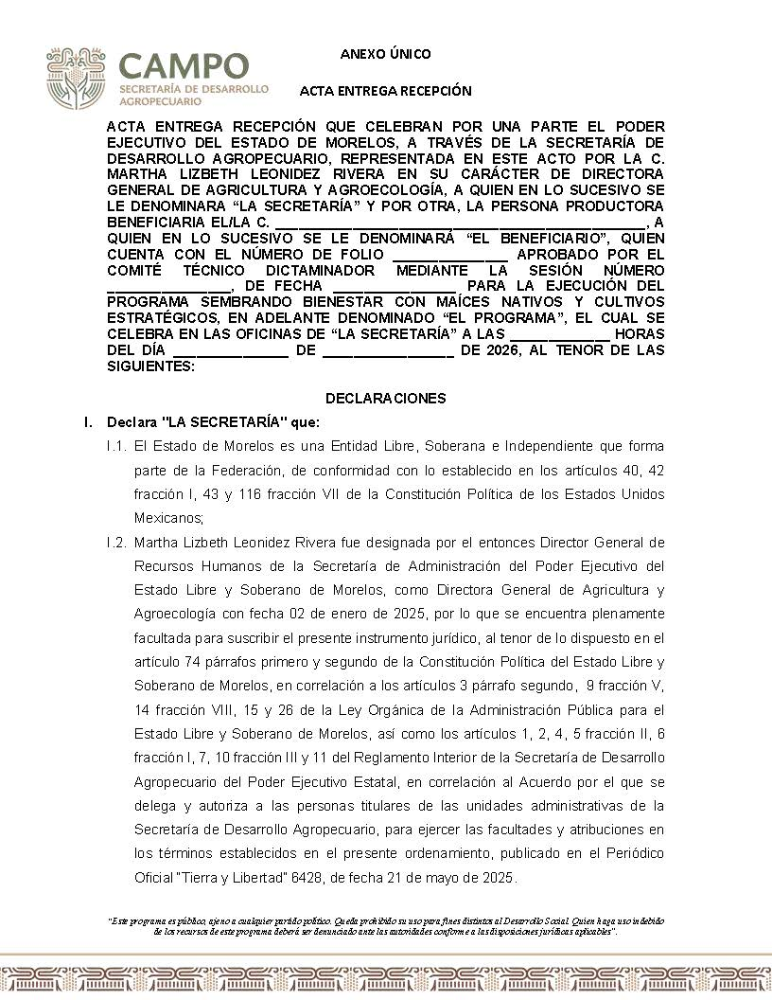 ANEXO ÚNICO
CAMPO
SECRETARÍA DE DESARROLLO
AGROPECUARIO
ACTA ENTREGA RECEPCIÓN
ACTA ENTREGA RECEPCIÓN QUE CELEBRAN POR UNA PARTE EL PODER
EJECUTIVO DEL ESTADO DE MORELOS, A TRAVÉS DE LA SECRETARÍA DE
DESARROLLO AGROPECUARIO, REPRESENTADA EN ESTE ACTO POR LA C.
MARTHA LIZBETH LEONIDEZ RIVERA EN SU CARÁCTER DE DIRECTORA
GENERAL DE AGRICULTURA Y AGROECOLOGÍA, A QUIEN EN LO SUCESIVO SE
LE DENOMINARA “LA SECRETARÍA” Y POR OTRA, LA PERSONA PRODUCTORA
BENEFICIARIA EL/LA C. ________________________________________________, A
QUIEN EN LO SUCESIVO SE LE DENOMINARÁ “EL BENEFICIARIO”, QUIEN
CUENTA CON EL NÚMERO DE FOLIO _______________ APROBADO POR EL
COMITÉ TÉCNICO DICTAMINADOR MEDIANTE LA SESIÓN NÚMERO
________________, DE FECHA ________________ PARA LA EJECUCIÓN DEL
PROGRAMA SEMBRANDO BIENESTAR CON MAÍCES NATIVOS Y CULTIVOS
ESTRATÉGICOS, EN ADELANTE DENOMINADO “EL PROGRAMA”, EL CUAL SE
CELEBRA EN LAS OFICINAS DE “LA SECRETARÍA” A LAS _____________ HORAS
DEL DÍA _______________ DE _________________ DE 2026, AL TENOR DE LAS
SIGUIENTES:
DECLARACIONES
I. Declara "LA SECRETARÍA" que:
I.1. El Estado de Morelos es una Entidad Libre, Soberana e Independiente que forma
parte de la Federación, de conformidad con lo establecido en los artículos 40, 42
fracción I, 43 y 116 fracción VII de la Constitución Política de los Estados Unidos
Mexicanos;
I.2. Martha Lizbeth Leonidez Rivera fue designada por el entonces Director General de
Recursos Humanos de la Secretaría de Administración del Poder Ejecutivo del
Estado Libre y Soberano de Morelos, como Directora General de Agricultura y
Agroecología con fecha 02 de enero de 2025, por lo que se encuentra plenamente
facultada para suscribir el presente instrumento jurídico, al tenor de lo dispuesto en el
artículo 74 párrafos primero y segundo de la Constitución Política del Estado Libre y
Soberano de Morelos, en correlación a los artículos 3 párrafo segundo, 9 fracción V,
14 fracción VIII, 15 y 26 de la Ley Orgánica de la Administración Pública para el
Estado Libre y Soberano de Morelos, así como los artículos 1, 2, 4, 5 fracción II, 6
fracción I, 7, 10 fracción III y 11 del Reglamento Interior de la Secretaría de Desarrollo
Agropecuario del Poder Ejecutivo Estatal, en correlación al Acuerdo por el que se
delega y autoriza a las personas titulares de las unidades administrativas de la
Secretaría de Desarrollo Agropecuario, para ejercer las facultades y atribuciones en
los términos establecidos en el presente ordenamiento, publicado en el Periódico
Oficial “Tierra y Libertad” 6428, de fecha 21 de mayo de 2025.
“Este programa es público, ajeno a cualquier partido político. Queda prohibido su uso para fines distintos al Desarrollo Social. Quien haga uso indebido
de los recursos de este programa deberá ser denunciado ante las autoridades conforme a las disposiciones jurídicas aplicables”.